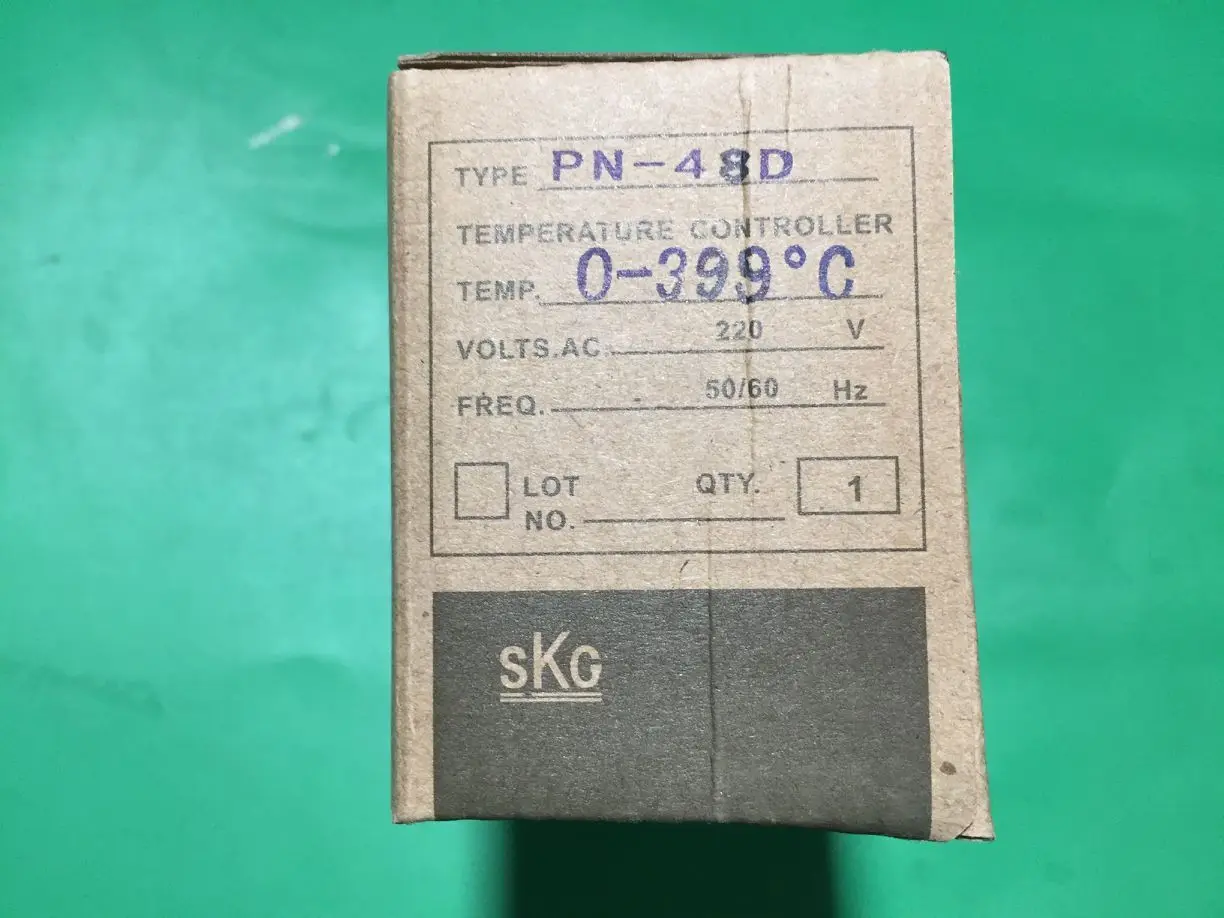 TYPE PN-48D
TEMPERATURE CONTROLLER
TEMP. 0-399°C
VOLTS.AC. 220 V
FREQ. 50/60 Hz
LOT QTY. 1
NO.
SKG